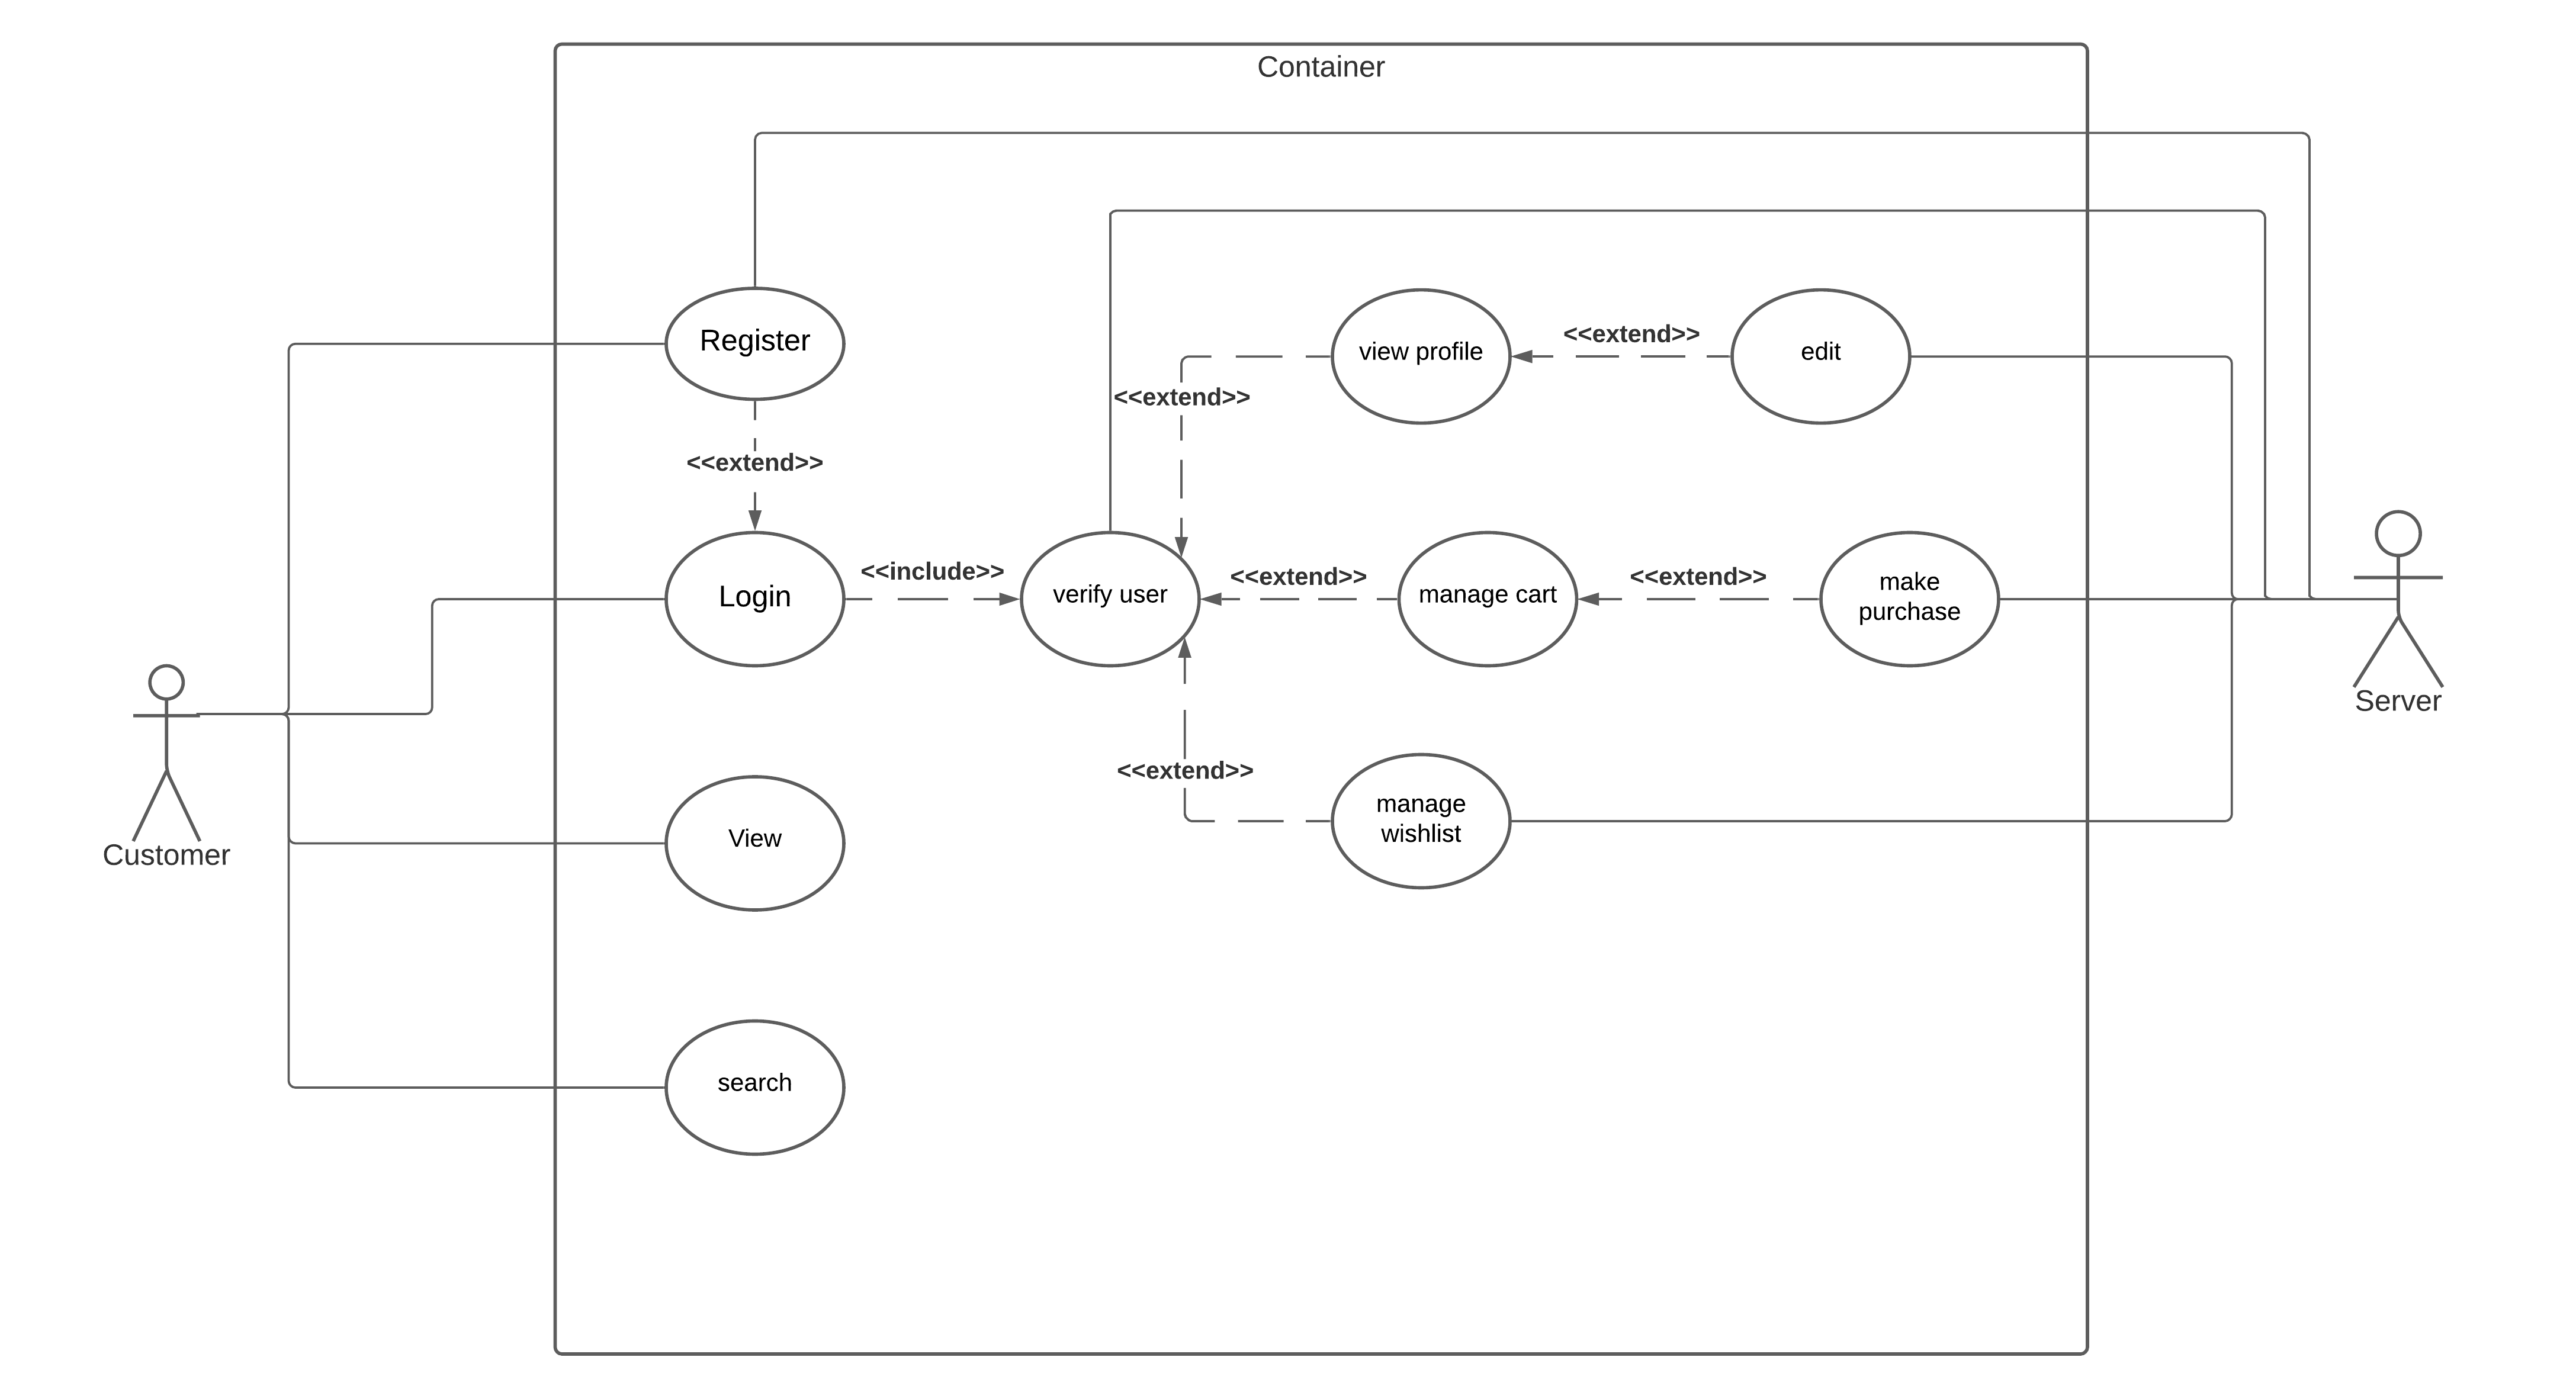 Container
Register
view profile
<<extend>>
edit
<<extend>>
<<extend>>
Login
<<include>>
verify user
<<extend>>
manage cart
<<extend>>
make
purchase
Server
<<extend>>
manage
wishlist
View
Customer
search